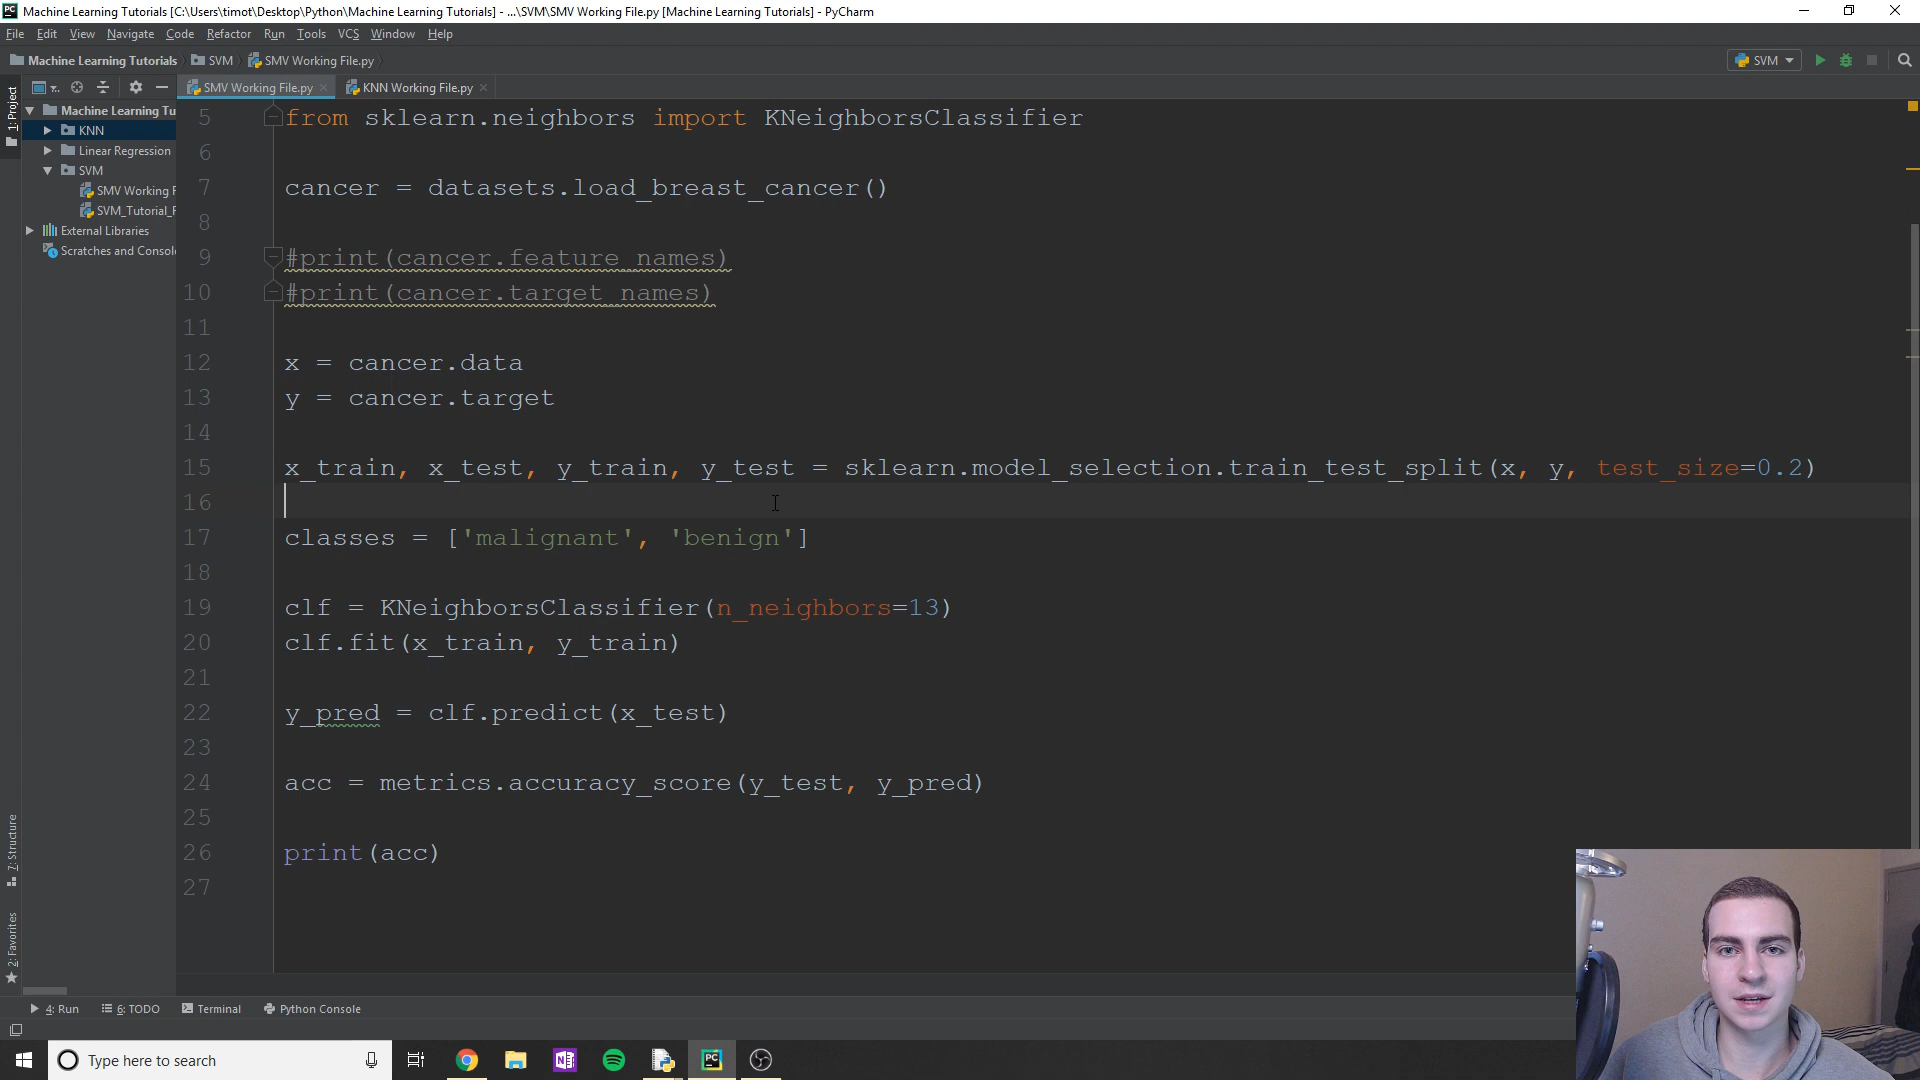 Machine Learning Tutorials [C:\Users\timot\Desktop\Python\Machine Learning Tutorials] - ...\SVM\SMV Working File.py [Machine Learning Tutorials] - PyCharm
File Edit View Navigate Code Refactor Run Tools VCS Window Help
Machine Learning Tutorials SVM SMV Working File.py SVM
SMV Working File.py KNN Working File.py
1: Project
Machine Learning Tu
KNN
Linear Regression
SVM
SMV Working F
SVM_Tutorial_F
External Libraries
Scratches and Consol
5 from sklearn.neighbors import KNeighborsClassifier
6
7 cancer = datasets.load_breast_cancer()
8
9 #print(cancer.feature_names)
10 #print(cancer.target_names)
11
12 x = cancer.data
13 y = cancer.target
14
15 x_train, x_test, y_train, y_test = sklearn.model_selection.train_test_split(x, y, test_size=0.2)
16
17 classes = ['malignant', 'benign']
18
19 clf = KNeighborsClassifier(n_neighbors=13)
20 clf.fit(x_train, y_train)
21
22 y_pred = clf.predict(x_test)
23
24 acc = metrics.accuracy_score(y_test, y_pred)
25
26 print(acc)
27
7: Structure
2: Favorites
4: Run 6: TODO Terminal Python Console
Type here to search